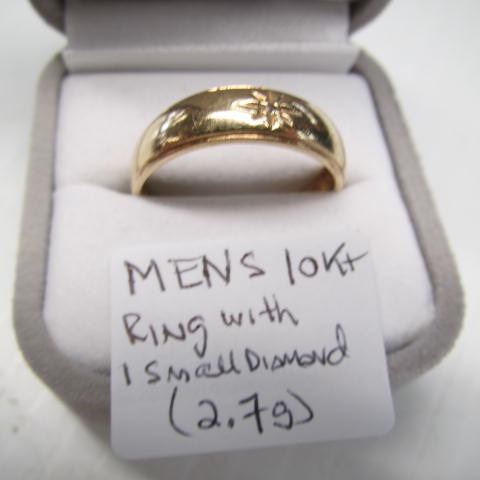 MENS 10Kt
RING with
1 small Diamond
(2.7g)